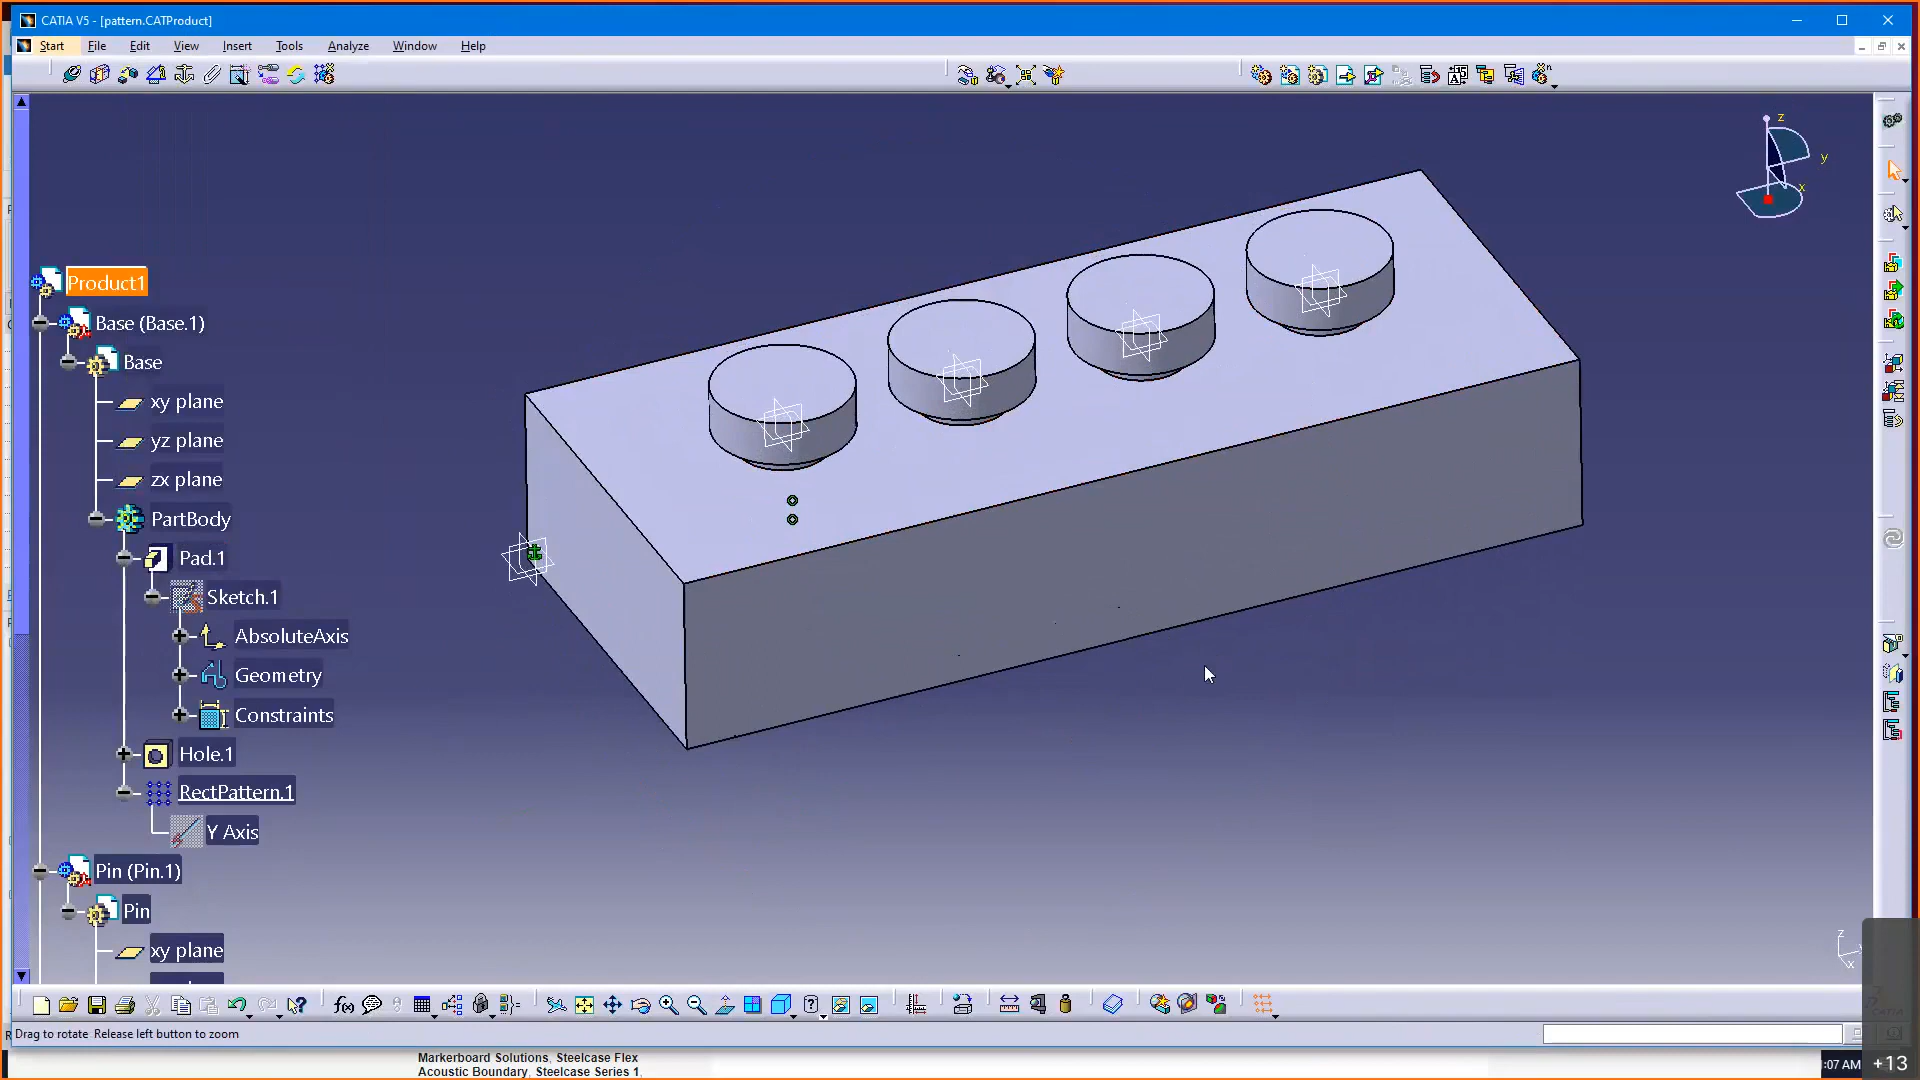 CATIA V5 - [pattern.CATProduct]
Start File Edit View Insert Tools Analyze Window Help
z
y
x
Product1
Base (Base.1)
Base
xy plane
yz plane
zx plane
PartBody
Pad.1
Sketch.1
AbsoluteAxis
Geometry
Constraints
Hole.1
RectPattern.1
Y Axis
Pin (Pin.1)
Pin
xy plane
z
x
Drag to rotate Release left button to zoom
Markerboard Solutions, Steelcase Flex
Acoustic Boundary, Steelcase Series 1,
:07 AM
+13